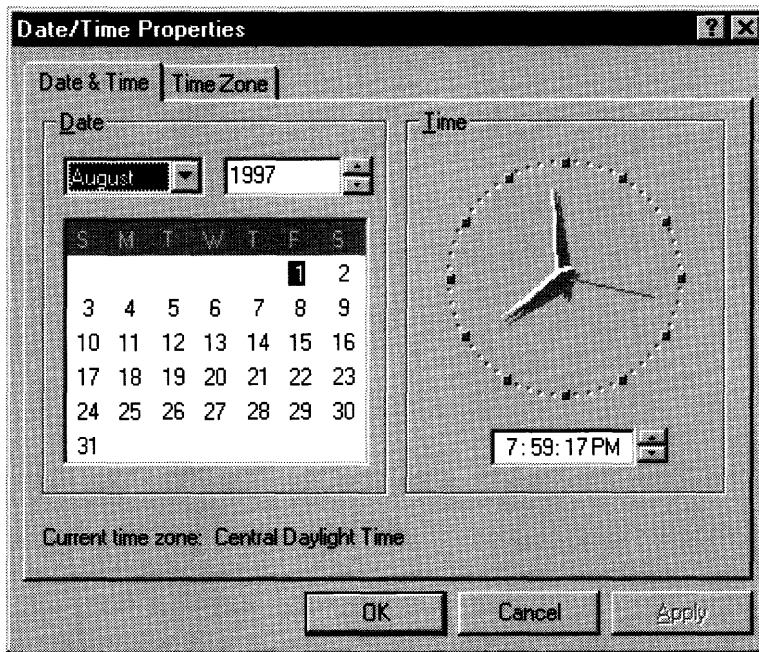 Date/Time Properties
Date & Time Time Zone
Date
August 1997
S M T W T F S
1 2
3 4 5 6 7 8 9
10 11 12 13 14 15 16
17 18 19 20 21 22 23
24 25 26 27 28 29 30
31
Time
7:59:17 PM
Current time zone: Central Daylight Time
OK Cancel Apply